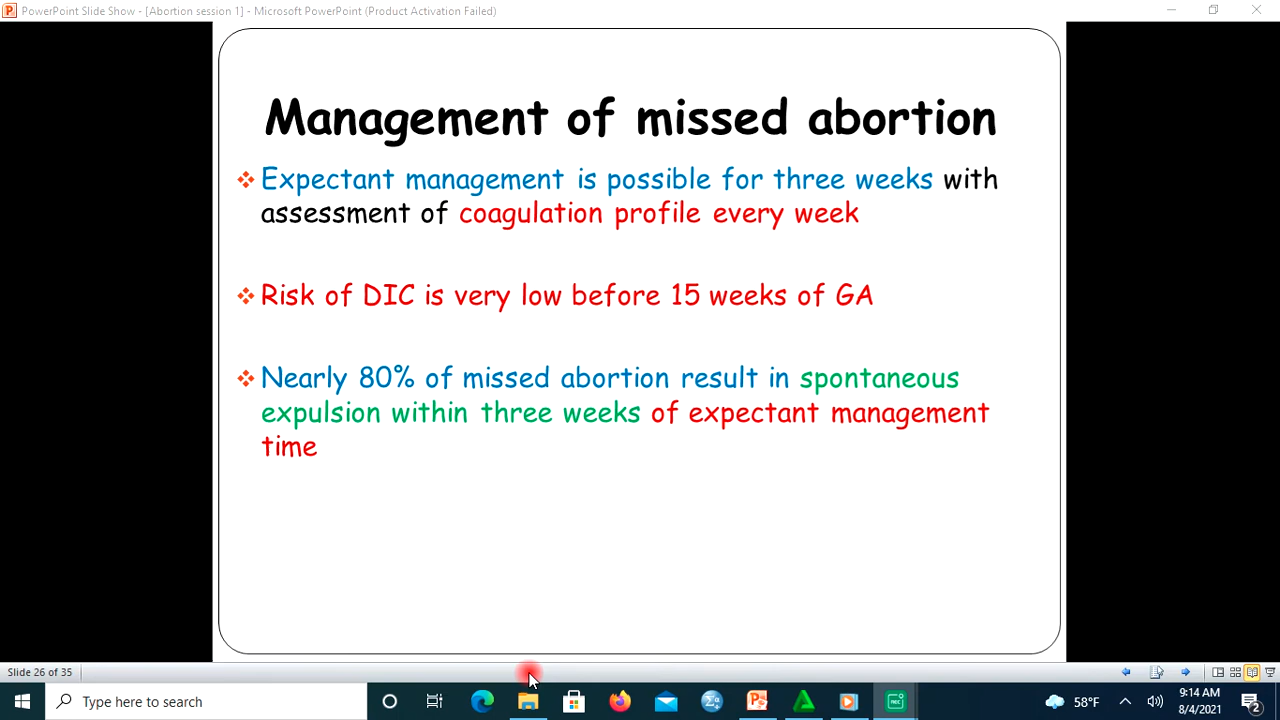 PowerPoint Slide Show - [Abortion session 1] - Microsoft PowerPoint (Product Activation Failed)
Management of missed abortion
Expectant management is possible for three weeks with
assessment of coagulation profile every week
Risk of DIC is very low before 15 weeks of GA
Nearly 80% of missed abortion result in spontaneous
expulsion within three weeks of expectant management
time
Slide 26 of 35
Type here to search
58°F
9:14 AM
8/4/2021
2